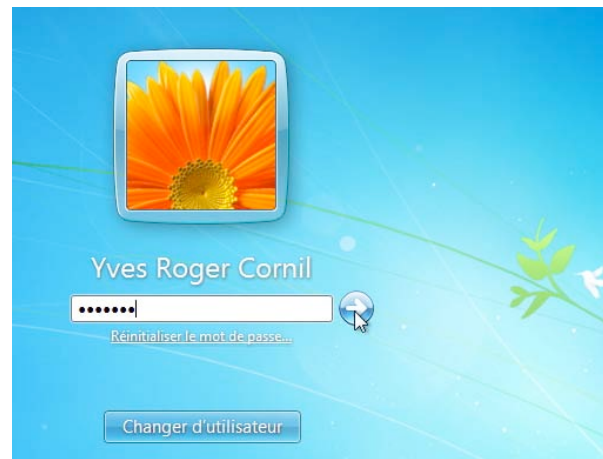 Yves Roger Cornil
•••••••
Réinitialiser le mot de passe...
Changer d'utilisateur